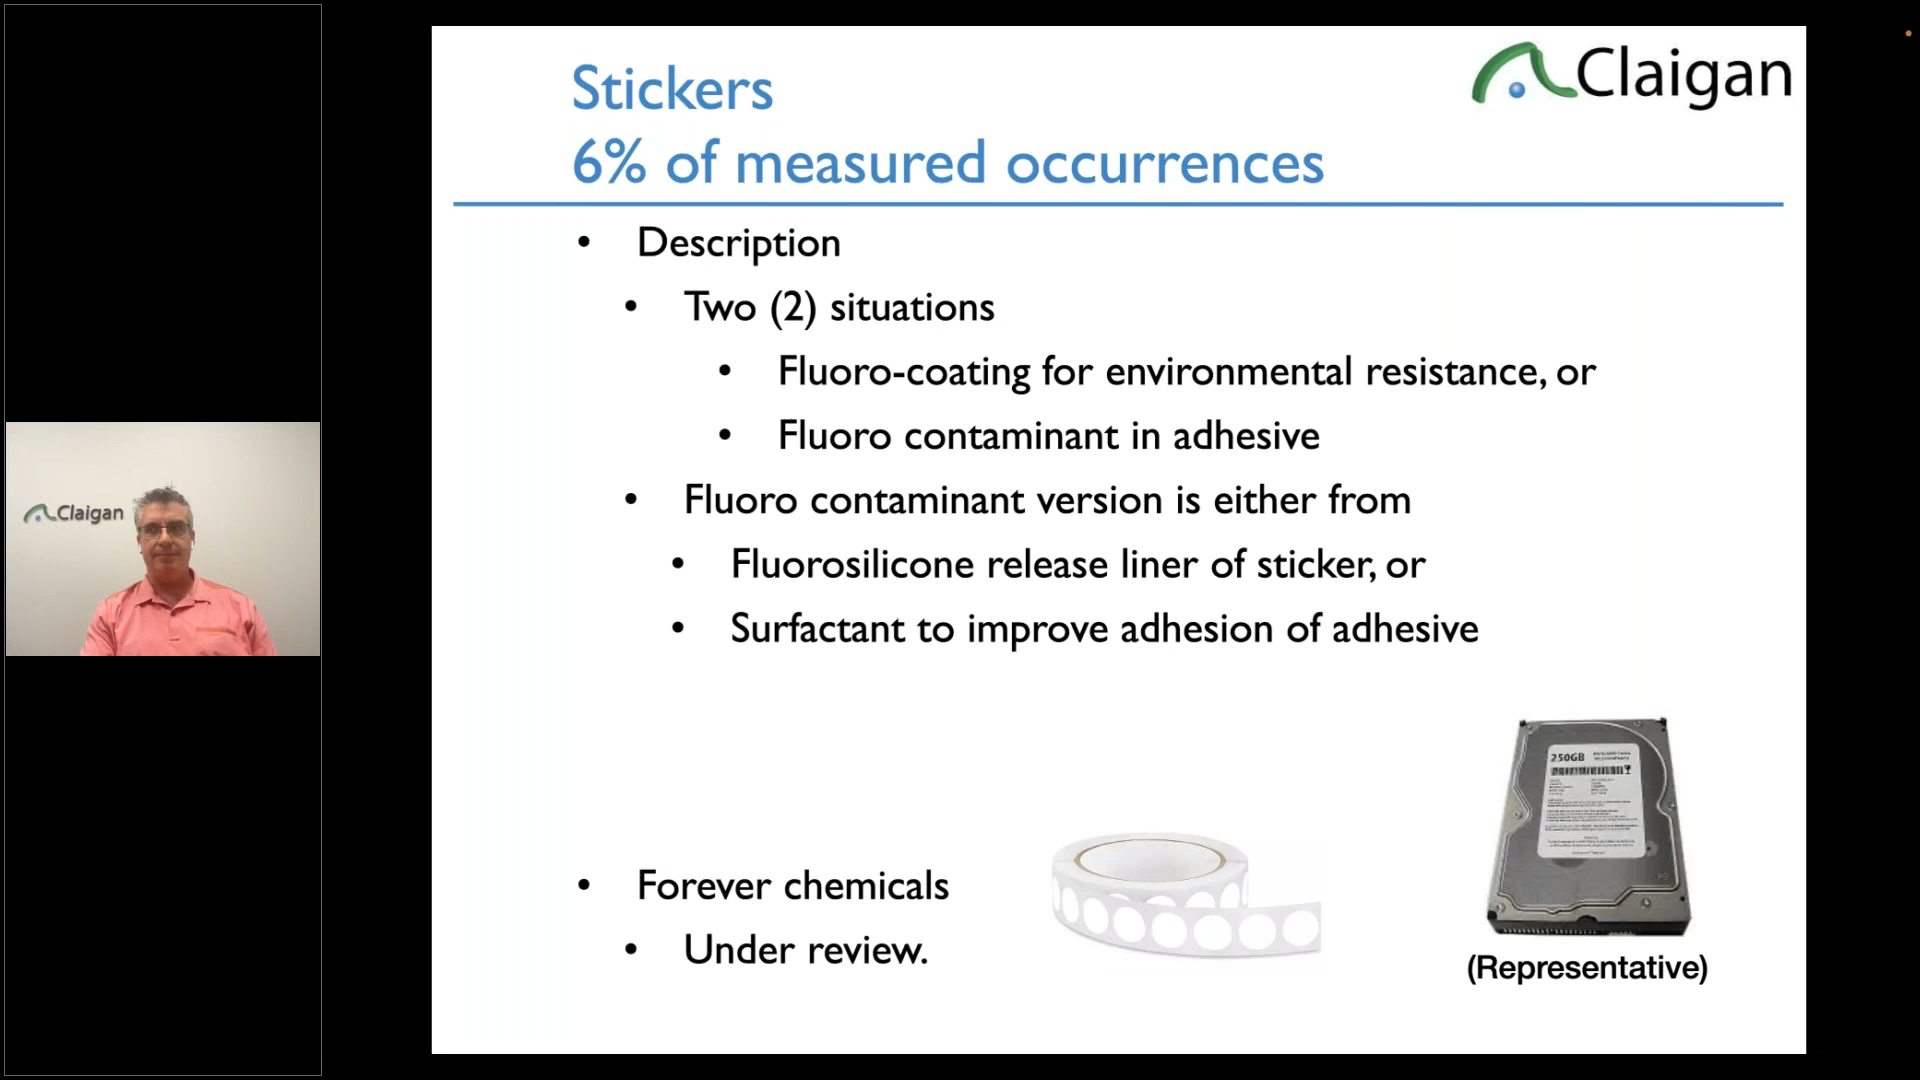 Stickers
6% of measured occurrences
Claigan
• Description
• Two (2) situations
• Fluoro-coating for environmental resistance, or
• Fluoro contaminant in adhesive
• Fluoro contaminant version is either from
• Fluorosilicone release liner of sticker, or
• Surfactant to improve adhesion of adhesive
• Forever chemicals
• Under review.
250GB
(Representative)
Claigan